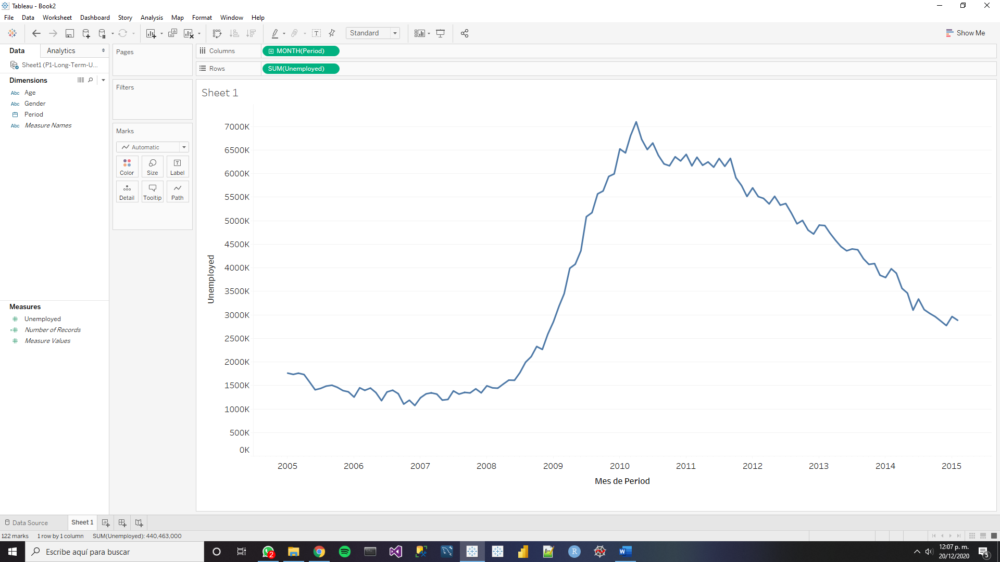 Tableau - Book2
File Data Worksheet Dashboard Story Analysis Map Format Window Help
Standard
Show Me
Data Analytics
Sheet1 (P1-Long-Term-U...
Dimensions
Abc Age
Abc Gender
Period
Abc Measure Names
Measures
Unemployed
Number of Records
Measure Values
Pages
Filters
Marks
Automatic
Color Size Label
Detail Tooltip Path
Columns MONTH(Period)
Rows SUM(Unemployed)
Sheet 1
7000K
6500K
6000K
5500K
5000K
4500K
4000K
3500K
3000K
2500K
2000K
1500K
1000K
500K
0K
Unemployed
2005 2006 2007 2008 2009 2010 2011 2012 2013 2014 2015
Mes de Period
Data Source Sheet 1
122 marks 1 row by 1 column SUM(Unemployed): 440,463,000
Escribe aquí para buscar
2
R
W
12:07 p. m.
20/12/2020
5